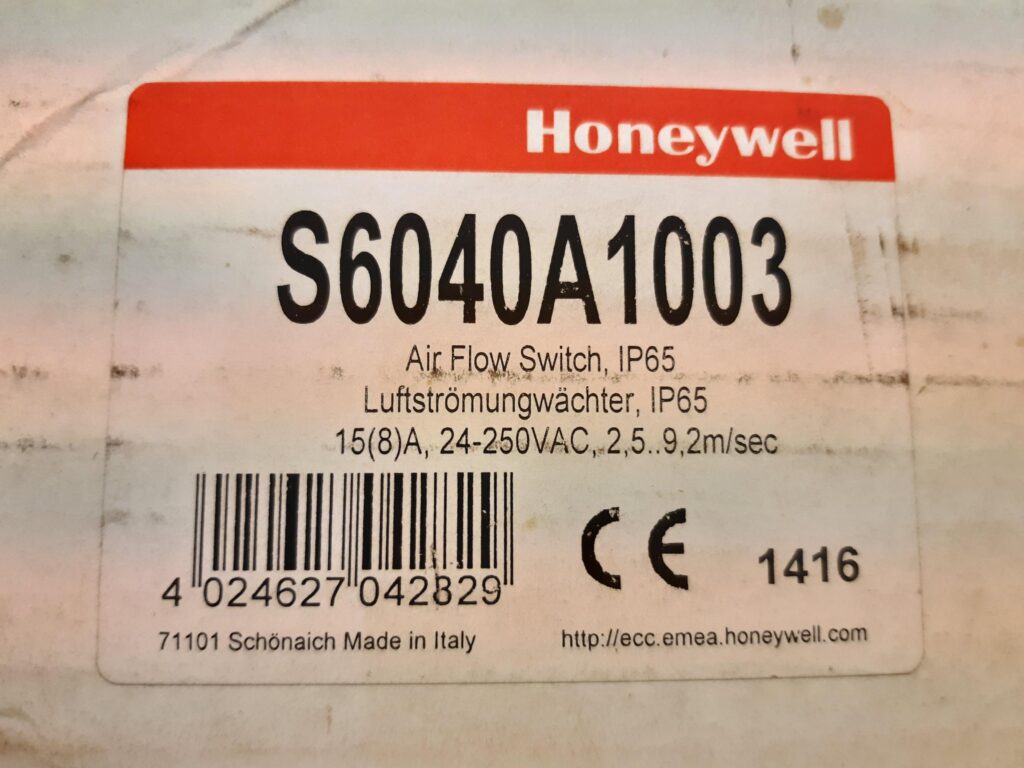 Honeywell
S6040A1003
Air Flow Switch, IP65
Luftströmungwächter, IP65
15(8)A, 24-250VAC, 2,5..9,2m/sec
CE 1416
4 024627 042829
71101 Schönaich Made in Italy
http://ecc.emea.honeywell.com